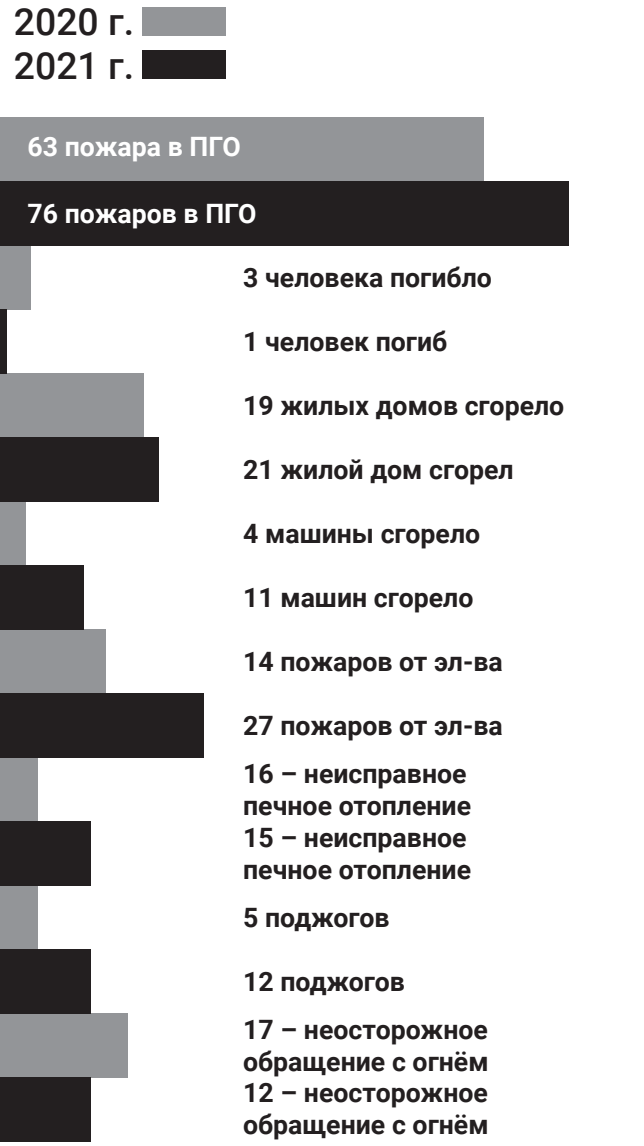 2020 г.
2021 г.
63 пожара в ПГО
76 пожаров в ПГО
3 человека погибло
1 человек погиб
19 жилых домов сгорело
21 жилой дом сгорел
4 машины сгорело
11 машин сгорело
14 пожаров от эл-ва
27 пожаров от эл-ва
16 – неисправное
печное отопление
15 – неисправное
печное отопление
5 поджогов
12 поджогов
17 – неосторожное
обращение с огнём
12 – неосторожное
обращение с огнём